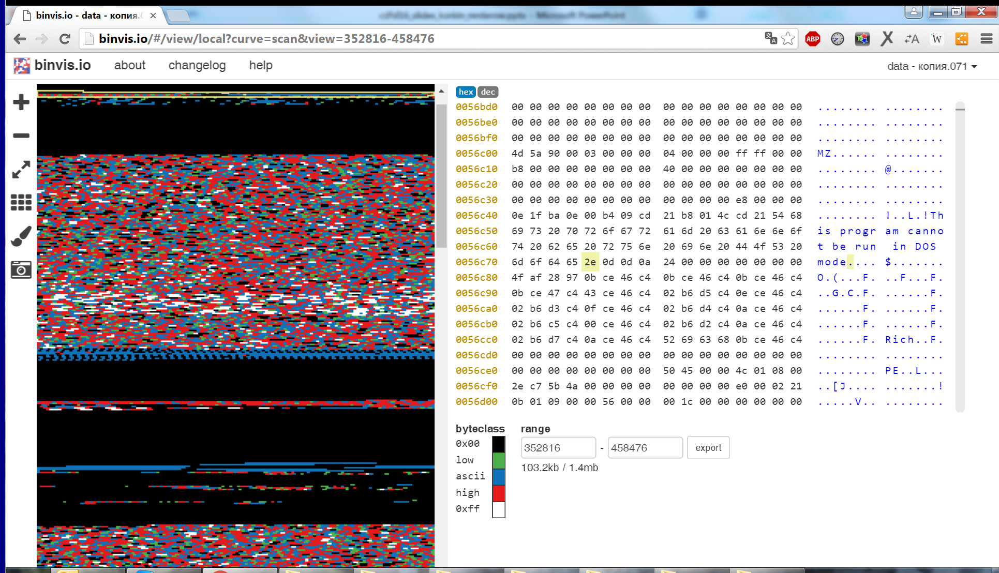 binvis.io - data - копия.0
cdfsl16_slides_korkin_nesterow.pptx - Microsoft PowerPoint
binvis.io/#/view/local?curve=scan&view=352816-458476
ABP
W
binvis.io about changelog help data - копия.071
hex dec
0056bd0 00 00 00 00 00 00 00 00 00 00 00 00 00 00 00 00 ........ ........
0056be0 00 00 00 00 00 00 00 00 00 00 00 00 00 00 00 00 ........ ........
0056bf0 00 00 00 00 00 00 00 00 00 00 00 00 00 00 00 00 ........ ........
0056c00 4d 5a 90 00 03 00 00 00 04 00 00 00 ff ff 00 00 MZ...... ........
0056c10 b8 00 00 00 00 00 00 00 40 00 00 00 00 00 00 00 ........ @.......
0056c20 00 00 00 00 00 00 00 00 00 00 00 00 00 00 00 00 ........ ........
0056c30 00 00 00 00 00 00 00 00 00 00 00 00 e8 00 00 00 ........ ........
0056c40 0e 1f ba 0e 00 b4 09 cd 21 b8 01 4c cd 21 54 68 ........ !..L.!Th
0056c50 69 73 20 70 72 6f 67 72 61 6d 20 63 61 6e 6e 6f is progr am canno
0056c60 74 20 62 65 20 72 75 6e 20 69 6e 20 44 4f 53 20 t be run in DOS
0056c70 6d 6f 64 65 2e 0d 0d 0a 24 00 00 00 00 00 00 00 mode.... $.......
0056c80 4f af 28 97 0b ce 46 c4 0b ce 46 c4 0b ce 46 c4 O.(...F. ..F...F.
0056c90 0b ce 47 c4 43 ce 46 c4 02 b6 d5 c4 0e ce 46 c4 ..G.C.F. ......F.
0056ca0 02 b6 d3 c4 0f ce 46 c4 02 b6 d4 c4 0a ce 46 c4 ......F. ......F.
0056cb0 02 b6 c5 c4 00 ce 46 c4 02 b6 d2 c4 0a ce 46 c4 ......F. ......F.
0056cc0 02 b6 d7 c4 0a ce 46 c4 52 69 63 68 0b ce 46 c4 ......F. Rich..F.
0056cd0 00 00 00 00 00 00 00 00 00 00 00 00 00 00 00 00 ........ ........
0056ce0 00 00 00 00 00 00 00 00 50 45 00 00 4c 01 08 00 ........ PE..L...
0056cf0 2e c7 5b 4a 00 00 00 00 00 00 00 00 e0 00 02 21 ..[J.... .......!
0056d00 0b 01 09 00 00 56 00 00 00 1c 00 00 00 00 00 00 .....V.. ........
byteclass range
0x00
352816 - 458476 export
low
103.2kb / 1.4mb
ascii
high
0xff